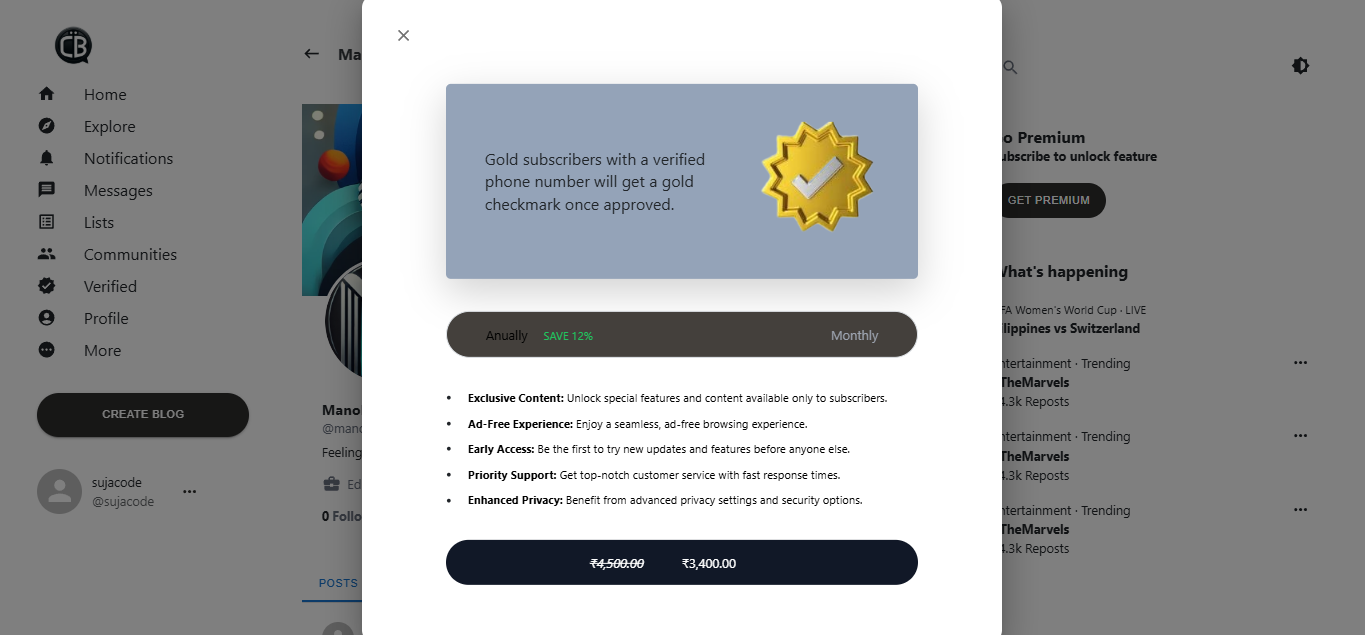 CB
Home
Explore
Notifications
Messages
Lists
Communities
Verified
Profile
More
CREATE BLOG
sujacode
@sujacode
Ma
Mano
@mano
Feeling
Ed
0 Follo
POSTS
Gold subscribers with a verified
phone number will get a gold
checkmark once approved.
Anually SAVE 12% Monthly
• Exclusive Content: Unlock special features and content available only to subscribers.
• Ad-Free Experience: Enjoy a seamless, ad-free browsing experience.
• Early Access: Be the first to try new updates and features before anyone else.
• Priority Support: Get top-notch customer service with fast response times.
• Enhanced Privacy: Benefit from advanced privacy settings and security options.
₹4,500.00 ₹3,400.00
o Premium
ubscribe to unlock feature
GET PREMIUM
hat's happening
FA Women's World Cup · LIVE
ilippines vs Switzerland
ntertainment · Trending
TheMarvels
4.3k Reposts
ntertainment · Trending
TheMarvels
4.3k Reposts
ntertainment · Trending
TheMarvels
4.3k Reposts